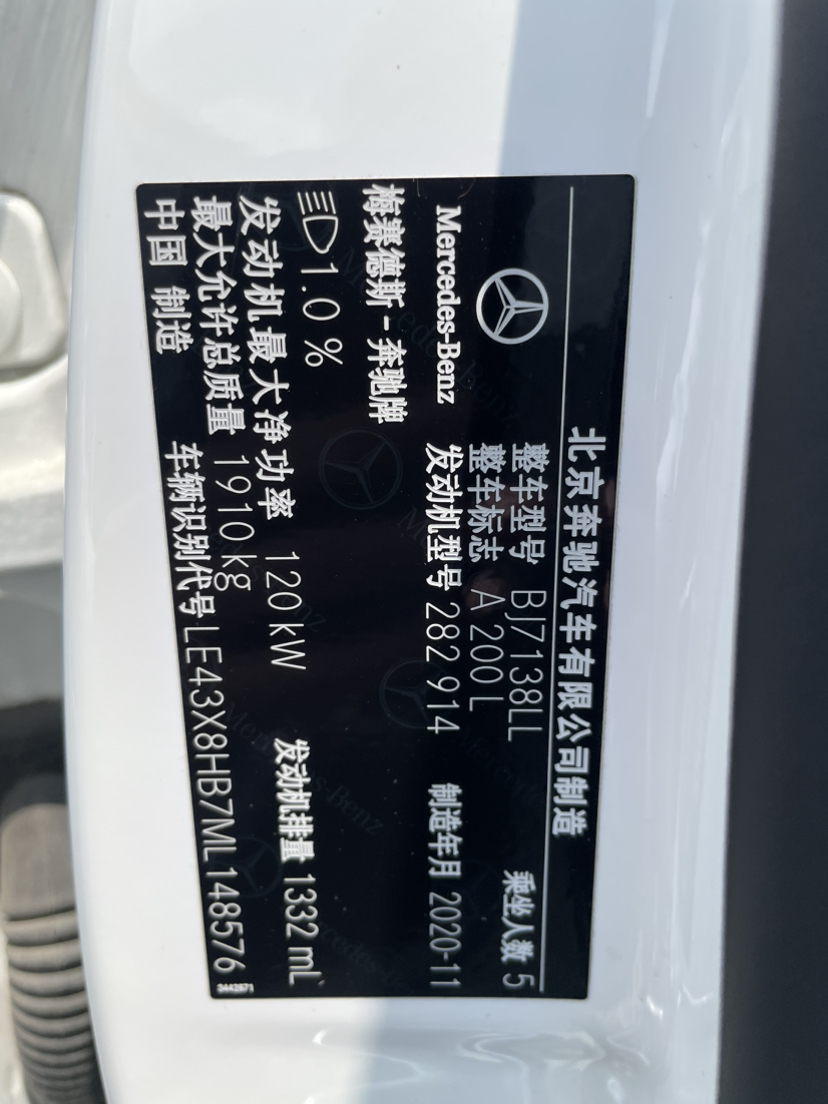 北京奔驰汽车有限公司制造
整车型号 BJ7138LL 乘坐人数 5
Mercedes-Benz 整车标志 A 200 L
发动机型号 282 914 制造年月 2020-11
梅赛德斯-奔驰牌
1.0 %
发动机最大净功率 120 kW 发动机排量 1332 mL
最大允许总质量 1910 kg
中国 制造 车辆识别代号 LE43X8HB7ML148576
3442871